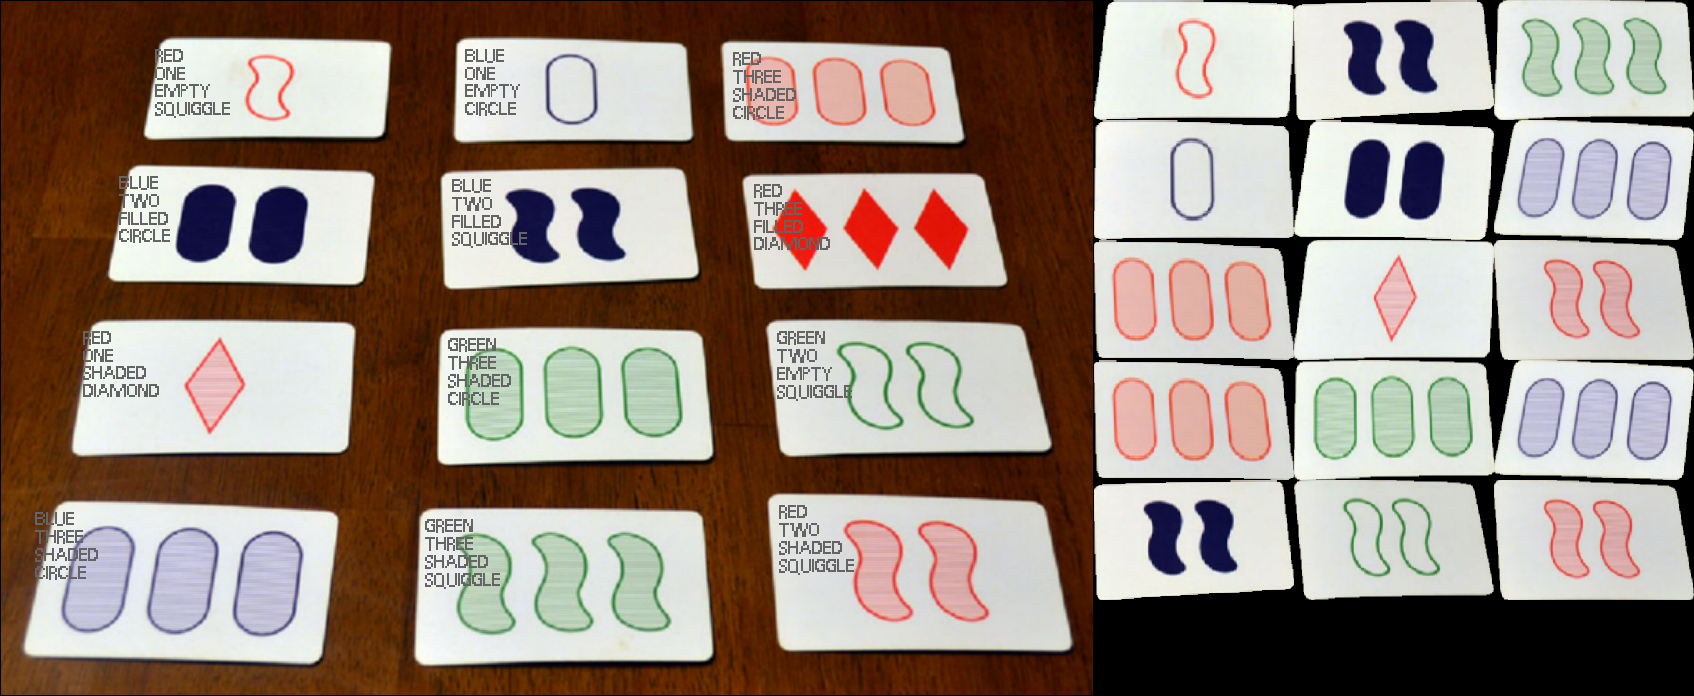 RED
ONE
EMPTY
SQUIGGLE
BLUE
ONE
EMPTY
CIRCLE
RED
THREE
SHADED
CIRCLE
BLUE
TWO
FILLED
CIRCLE
BLUE
TWO
FILLED
SQUIGGLE
RED
THREE
FILLED
DIAMOND
RED
ONE
SHADED
DIAMOND
GREEN
THREE
SHADED
CIRCLE
GREEN
TWO
EMPTY
SQUIGGLE
BLUE
THREE
SHADED
CIRCLE
GREEN
THREE
SHADED
SQUIGGLE
RED
TWO
SHADED
SQUIGGLE